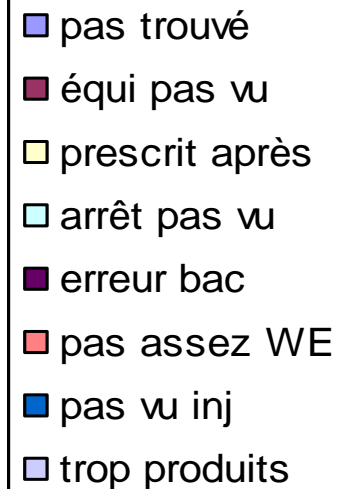 pas trouvé
équi pas vu
prescrit après
arrêt pas vu
erreur bac
pas assez WE
pas vu inj
trop produits